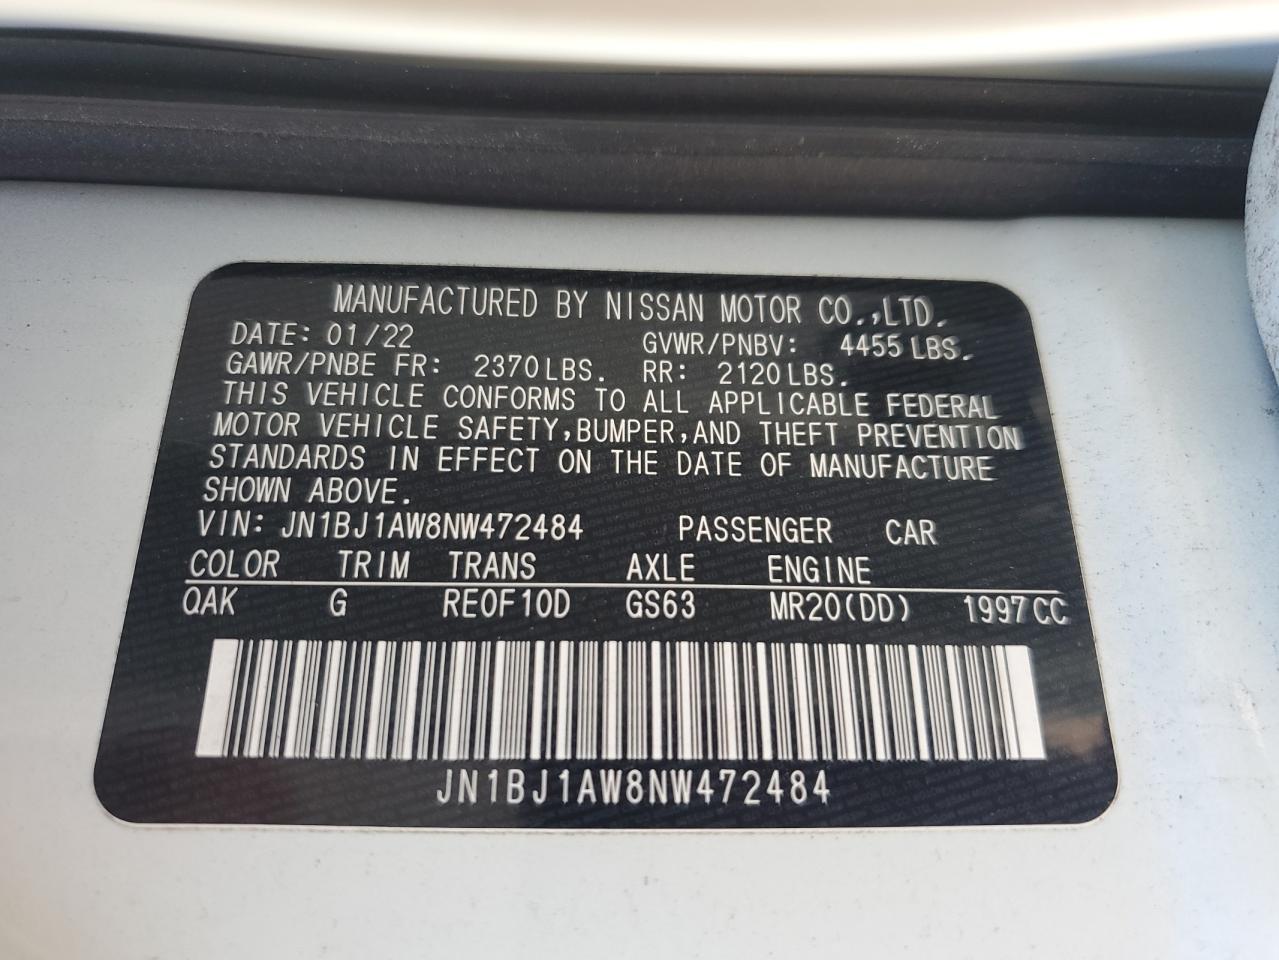 MANUFACTURED BY NISSAN MOTOR CO.,LTD.
DATE: 01/22 GVWR/PNBV: 4455 LBS.
GAWR/PNBE FR: 2370 LBS. RR: 2120 LBS.
THIS VEHICLE CONFORMS TO ALL APPLICABLE FEDERAL
MOTOR VEHICLE SAFETY,BUMPER,AND THEFT PREVENTION
STANDARDS IN EFFECT ON THE DATE OF MANUFACTURE
SHOWN ABOVE.
VIN: JN1BJ1AW8NW472484 PASSENGER CAR
COLOR TRIM TRANS AXLE ENGINE
QAK G RE0F10D GS63 MR20(DD) 1997 CC
JN1BJ1AW8NW472484